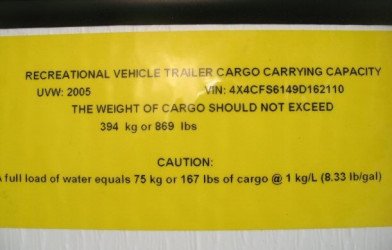 RECREATIONAL VEHICLE TRAILER CARGO CARRYING CAPACITY
UVW: 2005 VIN: 4X4CFS6149D162110
THE WEIGHT OF CARGO SHOULD NOT EXCEED
394 kg or 869 lbs
CAUTION:
A full load of water equals 75 kg or 167 lbs of cargo @ 1 kg/L (8.33 lb/gal)